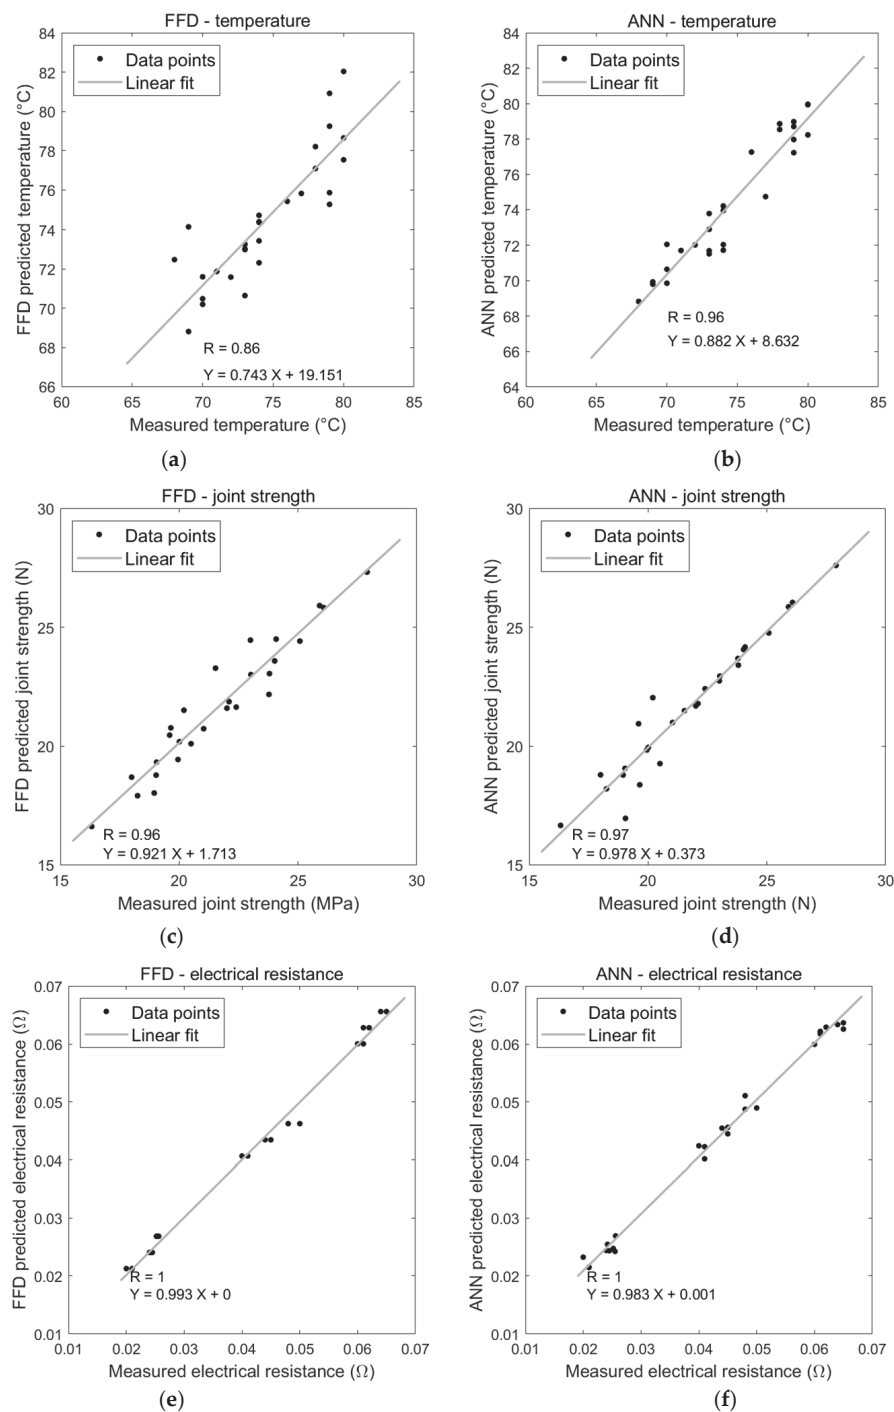 FFD - temperature
84
82
80
78
76
74
72
70
68
66
60
65
70
75
80
85
FFD predicted temperature (°C)
Measured temperature (°C)
Data points
Linear fit
R = 0.86
Y = 0.743 X + 19.151
(a)
ANN - temperature
84
82
80
78
76
74
72
70
68
66
64
60
65
70
75
80
85
ANN predicted temperature (°C)
Measured temperature (°C)
Data points
Linear fit
R = 0.96
Y = 0.882 X + 8.632
(b)
FFD - joint strength
30
25
20
15
15
20
25
30
FFD predicted joint strength (N)
Measured joint strength (MPa)
Data points
Linear fit
R = 0.96
Y = 0.921 X + 1.713
(c)
ANN - joint strength
30
25
20
15
15
20
25
30
ANN predicted joint strength (N)
Measured joint strength (N)
Data points
Linear fit
R = 0.97
Y = 0.978 X + 0.373
(d)
FFD - electrical resistance
0.07
0.06
0.05
0.04
0.03
0.02
0.01
0.01
0.02
0.03
0.04
0.05
0.06
0.07
FFD predicted electrical resistance (Ω)
Measured electrical resistance (Ω)
Data points
Linear fit
R = 1
Y = 0.993 X + 0
(e)
ANN - electrical resistance
0.07
0.06
0.05
0.04
0.03
0.02
0.01
0.01
0.02
0.03
0.04
0.05
0.06
0.07
ANN predicted electrical resistance (Ω)
Measured electrical resistance (Ω)
Data points
Linear fit
R = 1
Y = 0.983 X + 0.001
(f)